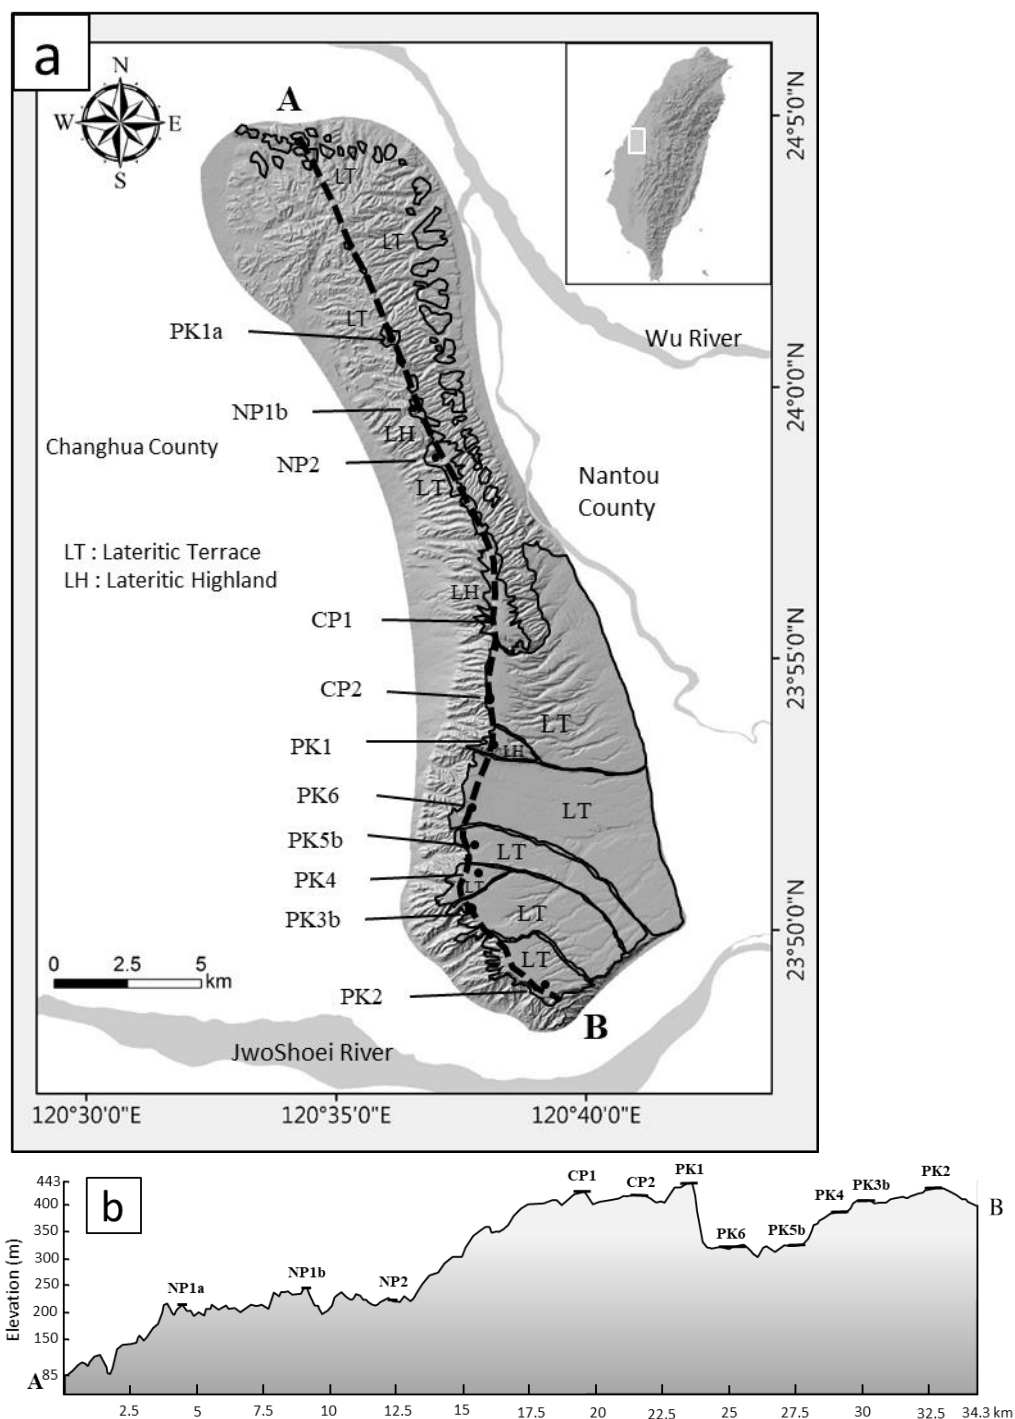 a
N
W E
S
A
24°5'0"N
LT
LT
LT
PK1a
Wu River
24°0'0"N
NP1b
LH
Changhua County
NP2
LT
Nantou
County
LT : Lateritic Terrace
LH : Lateritic Highland
LH
CP1
23°55'0"N
CP2
LT
PK1
LH
PK6
LT
PK5b
LT
PK4
LT
PK3b
LT
23°50'0"N
LT
0 2.5 5
km
PK2
B
JwoShoei River
120°30'0"E 120°35'0"E 120°40'0"E
b
Elevation (m)
443
400
350
300
250
200
150
85
A
NP1a
NP1b
NP2
CP1
CP2
PK1
PK6
PK5b
PK4
PK3b
PK2
B
2.5 5 7.5 10 12.5 15 17.5 20 22.5 25 27.5 30 32.5 34.3 km